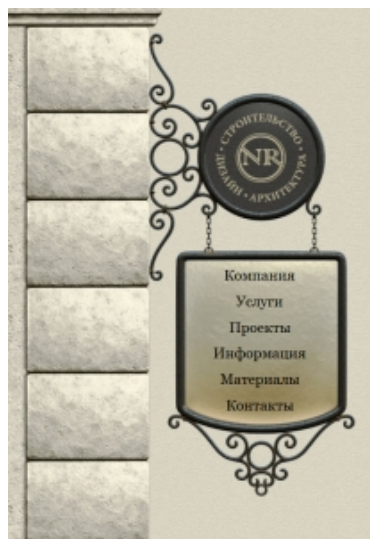 СТРОИТЕЛЬСТВО • АРХИТЕКТУРА • ДИЗАЙН •
NR
Компания
Услуги
Проекты
Информация
Материалы
Контакты